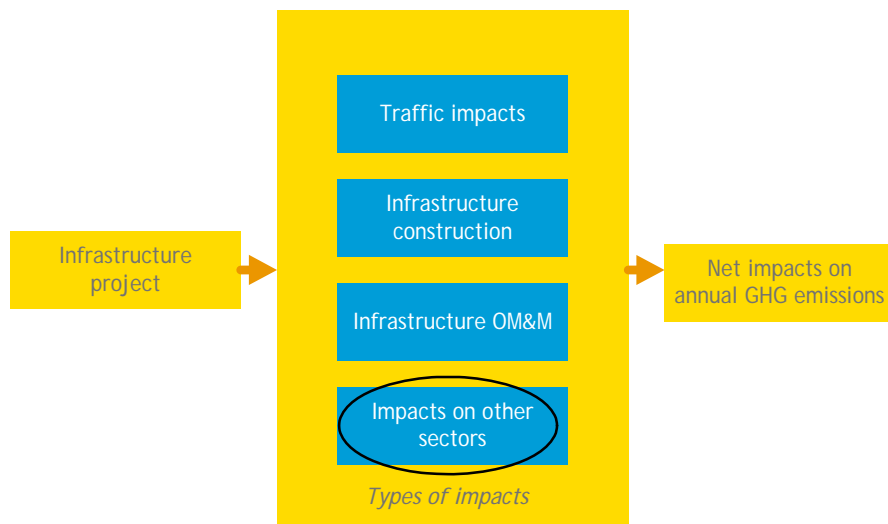 Traffic impacts
Infrastructure
construction
Infrastructure
project
Net impacts on
annual GHG emissions
Infrastructure OM&M
Impacts on other
sectors
Types of impacts